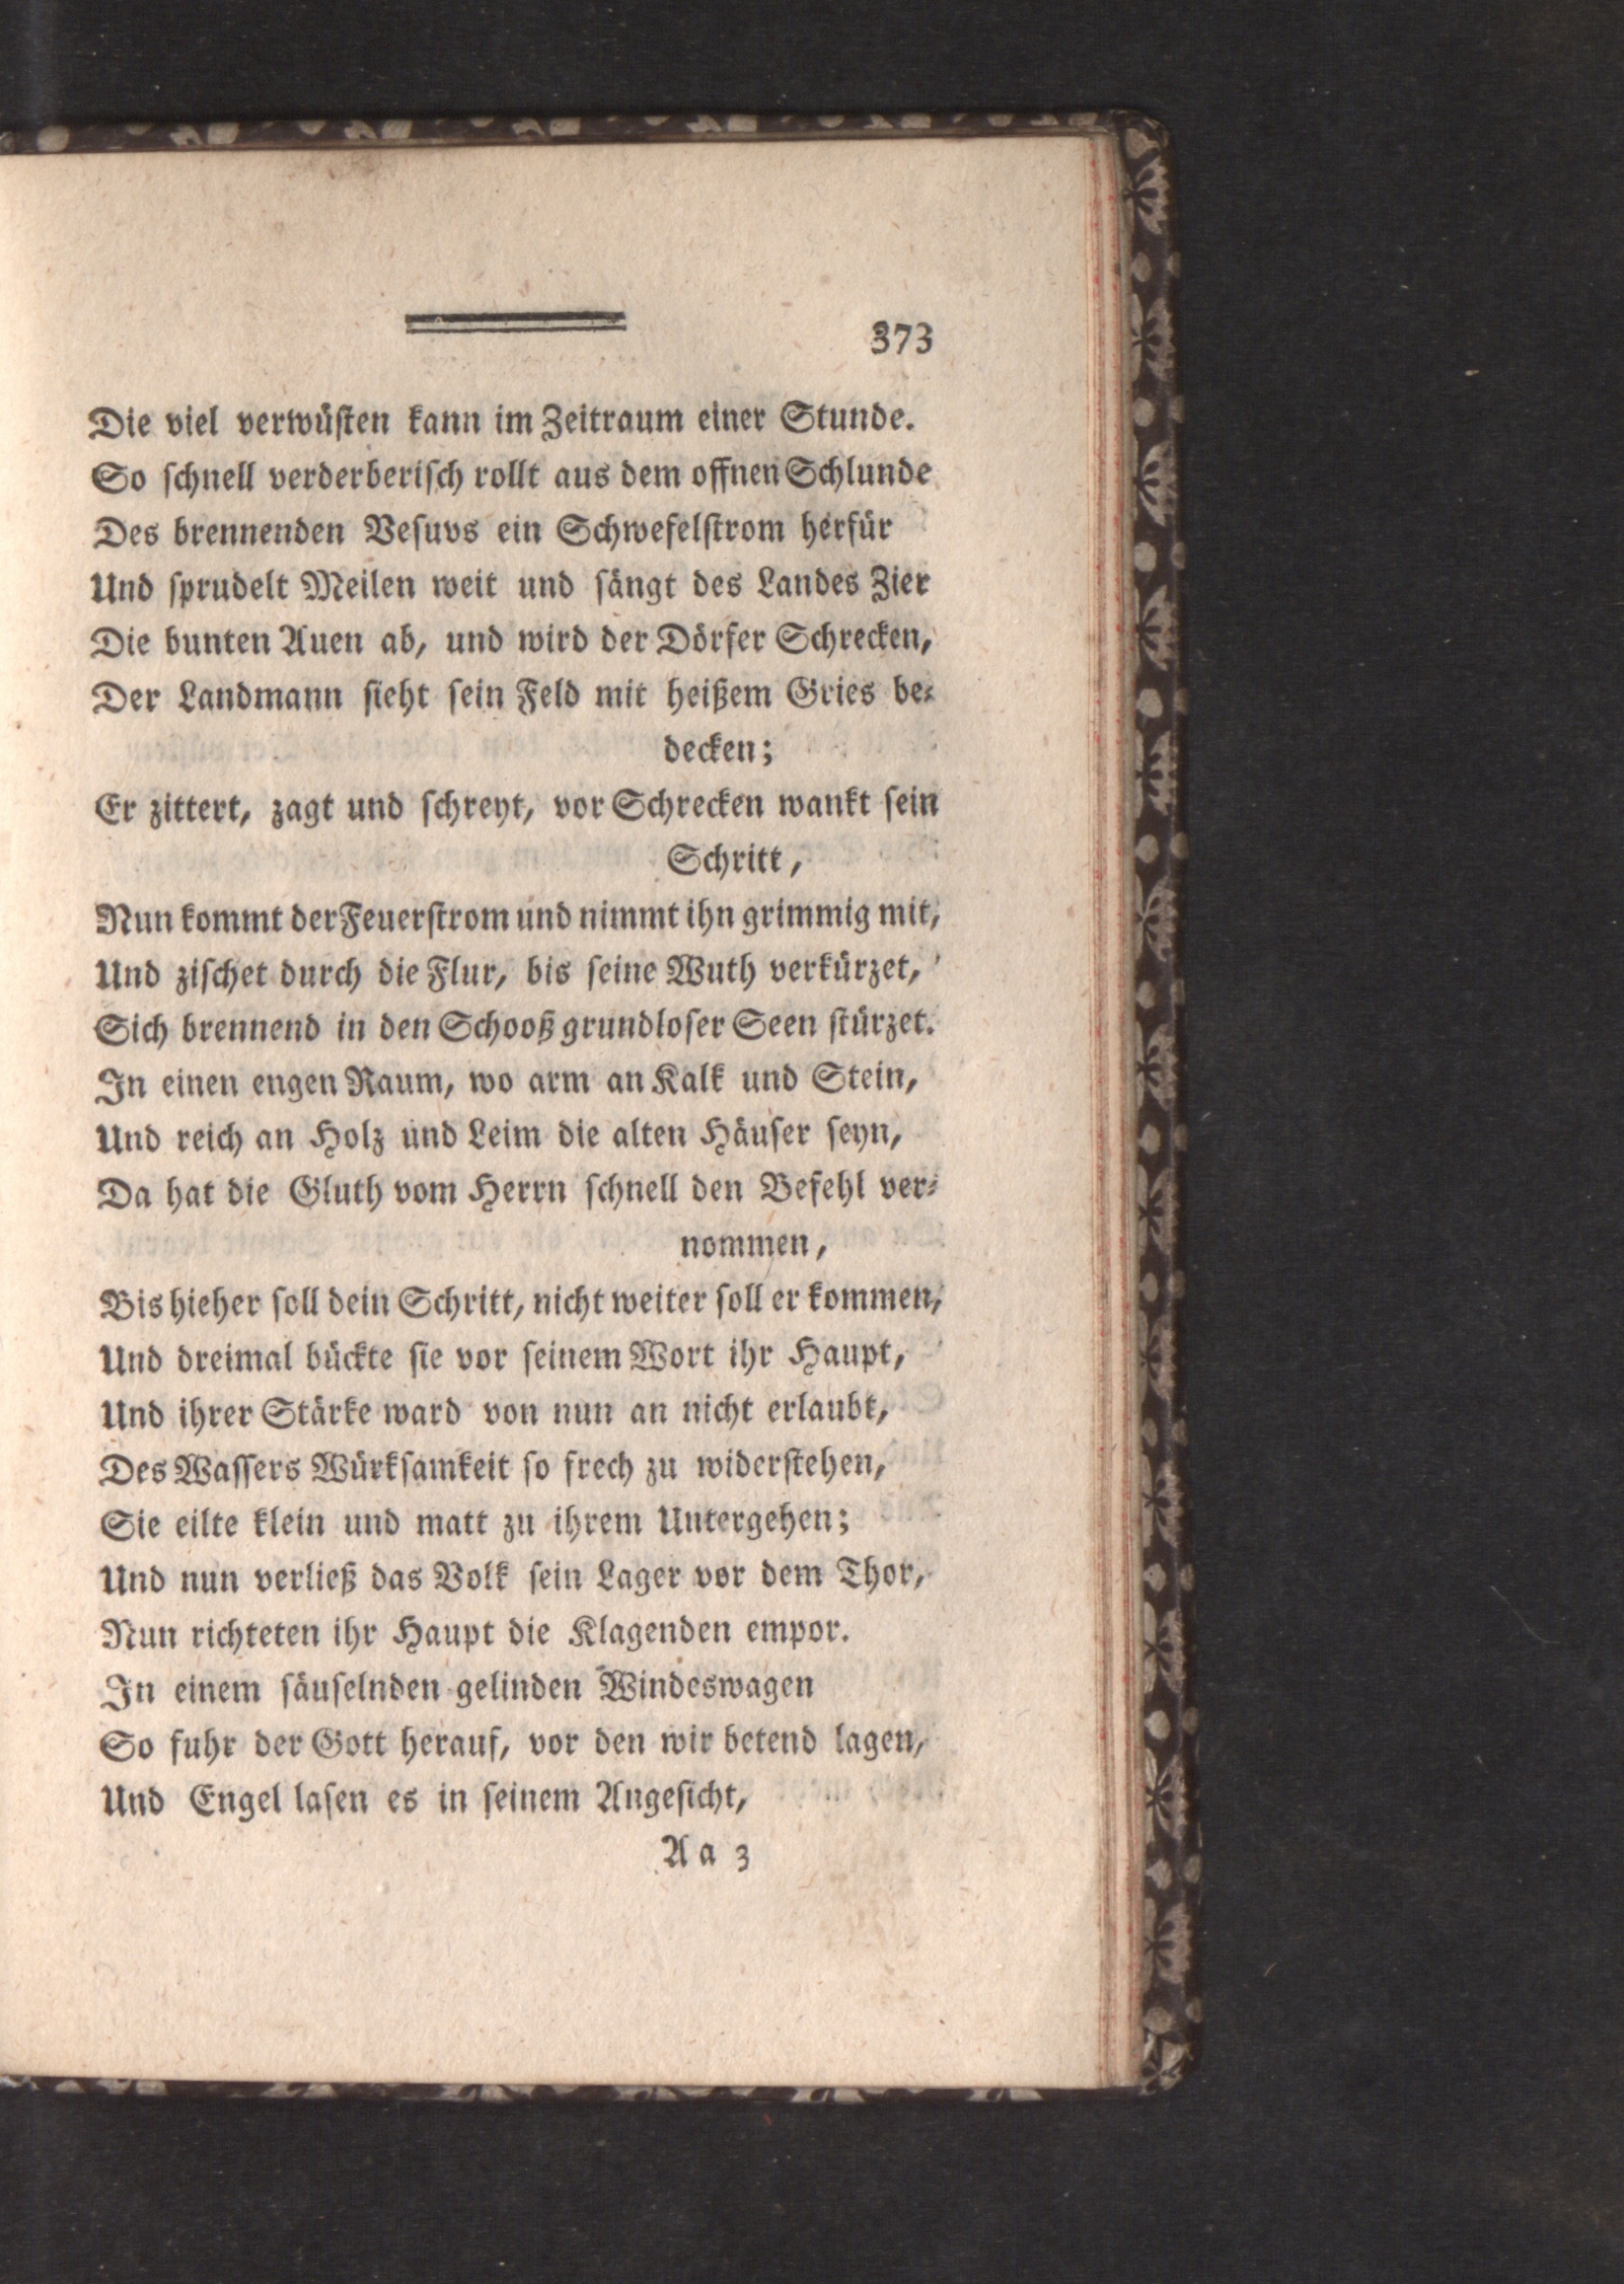 373
Die viel verwüſten kann im Zeitraum einer Stunde.
So ſchnell verderberiſch rollt aus dem offnen Schlunde
Des brennenden Veſuvs ein Schwefelſtrom herfür
Und ſprudelt Meilen weit und ſängt des Landes Zier
Die bunten Auen ab, und wird der Dörfer Schrecken,
Der Landmann ſieht ſein Feld mit heißem Gries be⸗
decken;
Er zittert, zagt und ſchreyt, vor Schrecken wankt ſein
Schritt,
Nun kommt der Feuerſtrom und nimmt ihn grimmig mit,
Und ziſchet durch die Flur, bis ſeine Wuth verkürzet,
Sich brennend in den Schooß grundloſer Seen ſtürzet.
In einen engen Raum, wo arm an Kalk und Stein,
Und reich an Holz und Leim die alten Häuſer ſeyn,
Da hat die Gluth vom Herrn ſchnell den Befehl ver⸗
nommen,
Bis hieher ſoll dein Schritt, nicht weiter ſoll er kommen,
Und dreimal bückte ſie vor ſeinem Wort ihr Haupt,
Und ihrer Stärke ward von nun an nicht erlaubt,
Des Waſſers Würkſamkeit ſo frech zu widerſtehen,
Sie eilte klein und matt zu ihrem Untergehen;
Und nun verließ das Volk ſein Lager vor dem Thor,
Nun richteten ihr Haupt die Klagenden empor.
In einem ſäuſelnden gelinden Windeswagen
So fuhr der Gott herauf, vor den wir betend lagen,
Und Engel laſen es in ſeinem Angeſicht,
A a 3